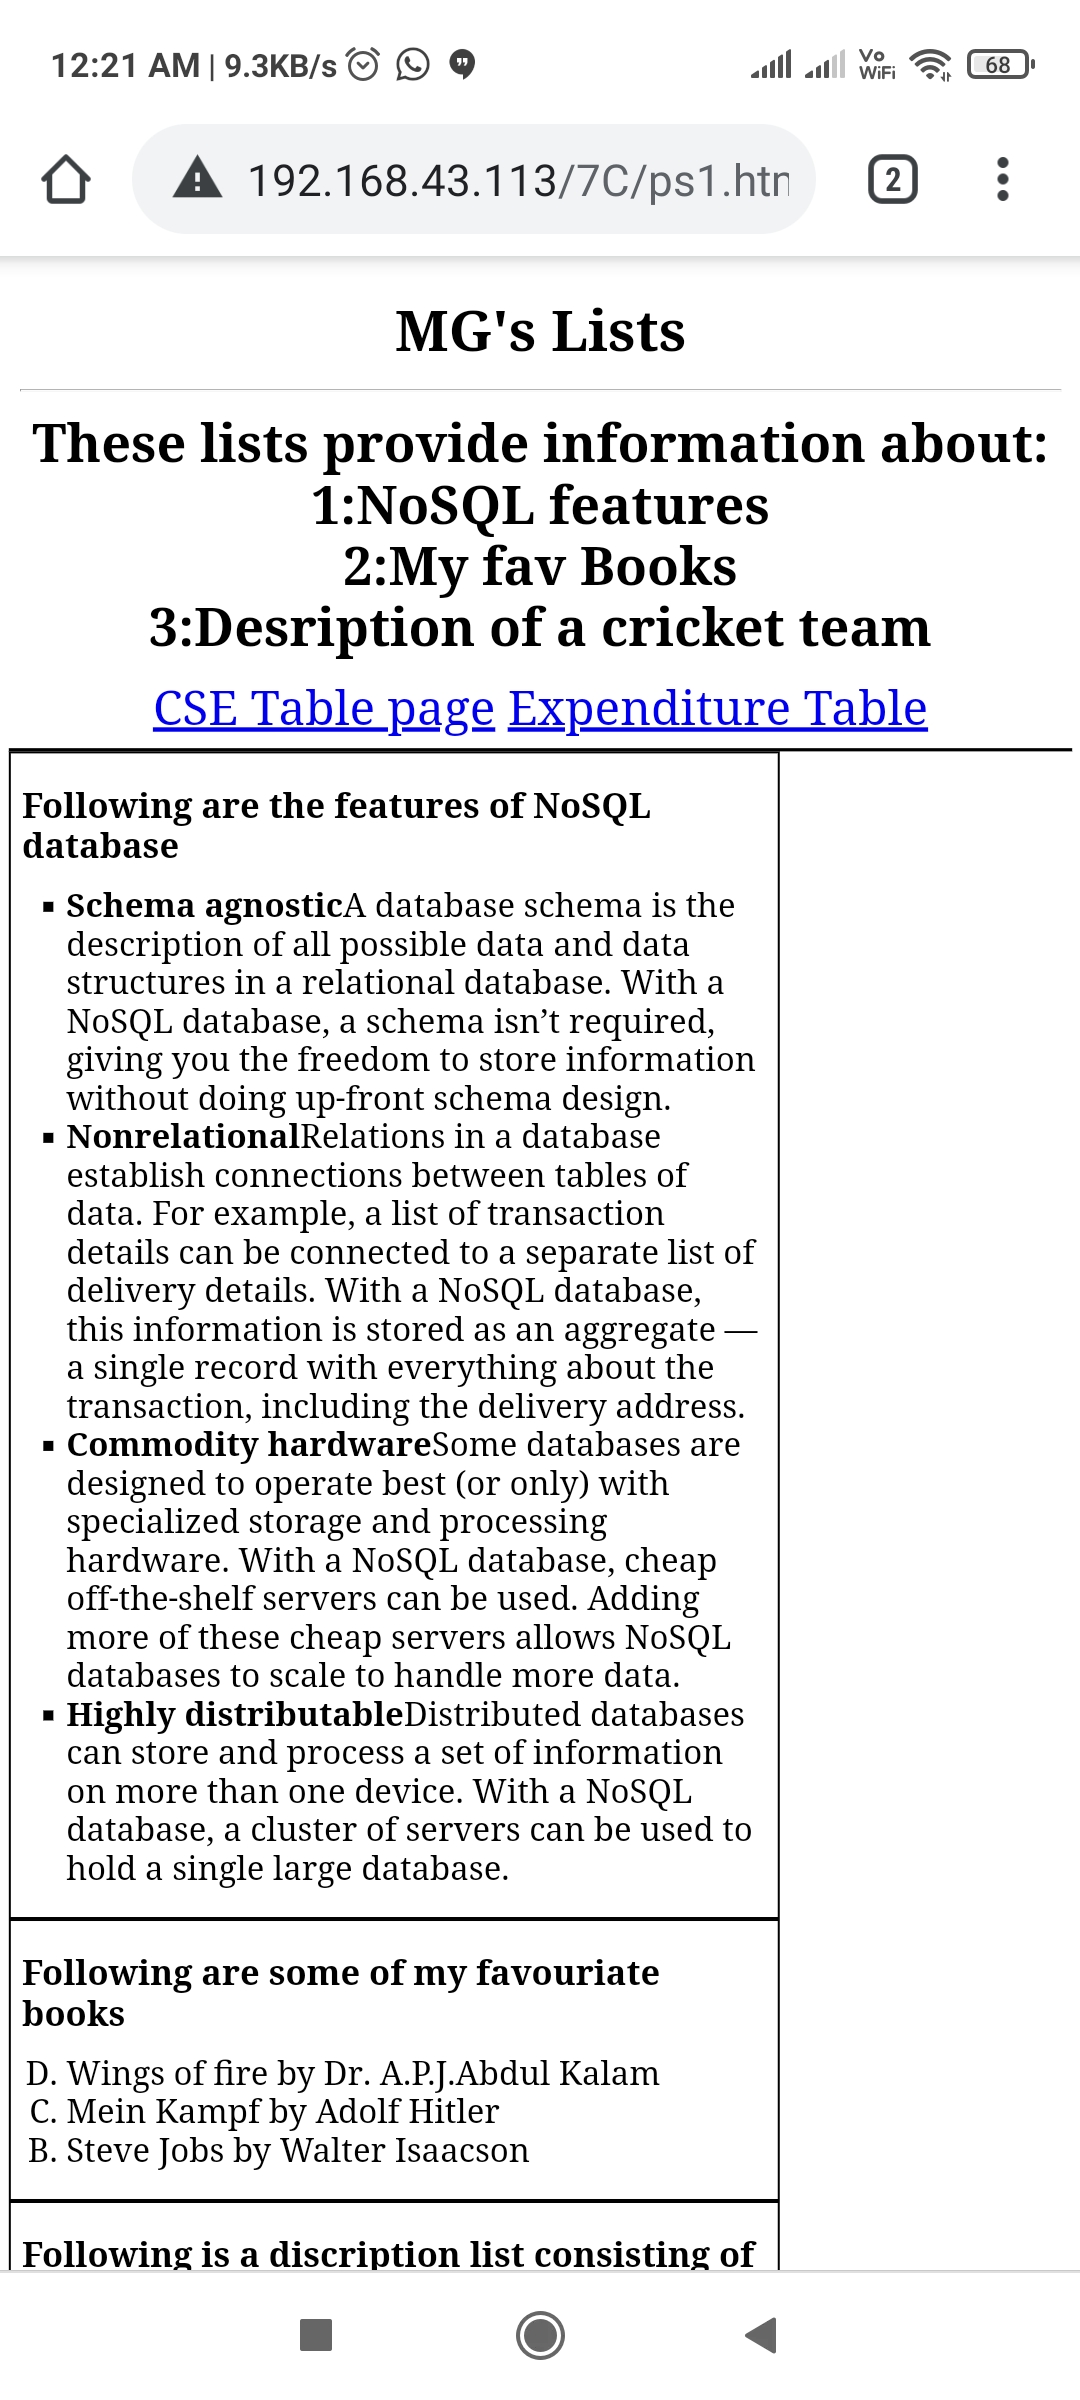 12:21 AM | 9.3KB/s
Vo WiFi 68
192.168.43.113/7C/ps1.htm
2
MG's Lists
These lists provide information about:
1:NoSQL features
2:My fav Books
3:Desription of a cricket team
CSE Table page Expenditure Table
Following are the features of NoSQL
database
▪ Schema agnosticA database schema is the
description of all possible data and data
structures in a relational database. With a
NoSQL database, a schema isn’t required,
giving you the freedom to store information
without doing up-front schema design.
▪ NonrelationalRelations in a database
establish connections between tables of
data. For example, a list of transaction
details can be connected to a separate list of
delivery details. With a NoSQL database,
this information is stored as an aggregate —
a single record with everything about the
transaction, including the delivery address.
▪ Commodity hardwareSome databases are
designed to operate best (or only) with
specialized storage and processing
hardware. With a NoSQL database, cheap
off-the-shelf servers can be used. Adding
more of these cheap servers allows NoSQL
databases to scale to handle more data.
▪ Highly distributableDistributed databases
can store and process a set of information
on more than one device. With a NoSQL
database, a cluster of servers can be used to
hold a single large database.
Following are some of my favouriate
books
D. Wings of fire by Dr. A.P.J.Abdul Kalam
C. Mein Kampf by Adolf Hitler
B. Steve Jobs by Walter Isaacson
Following is a discription list consisting of